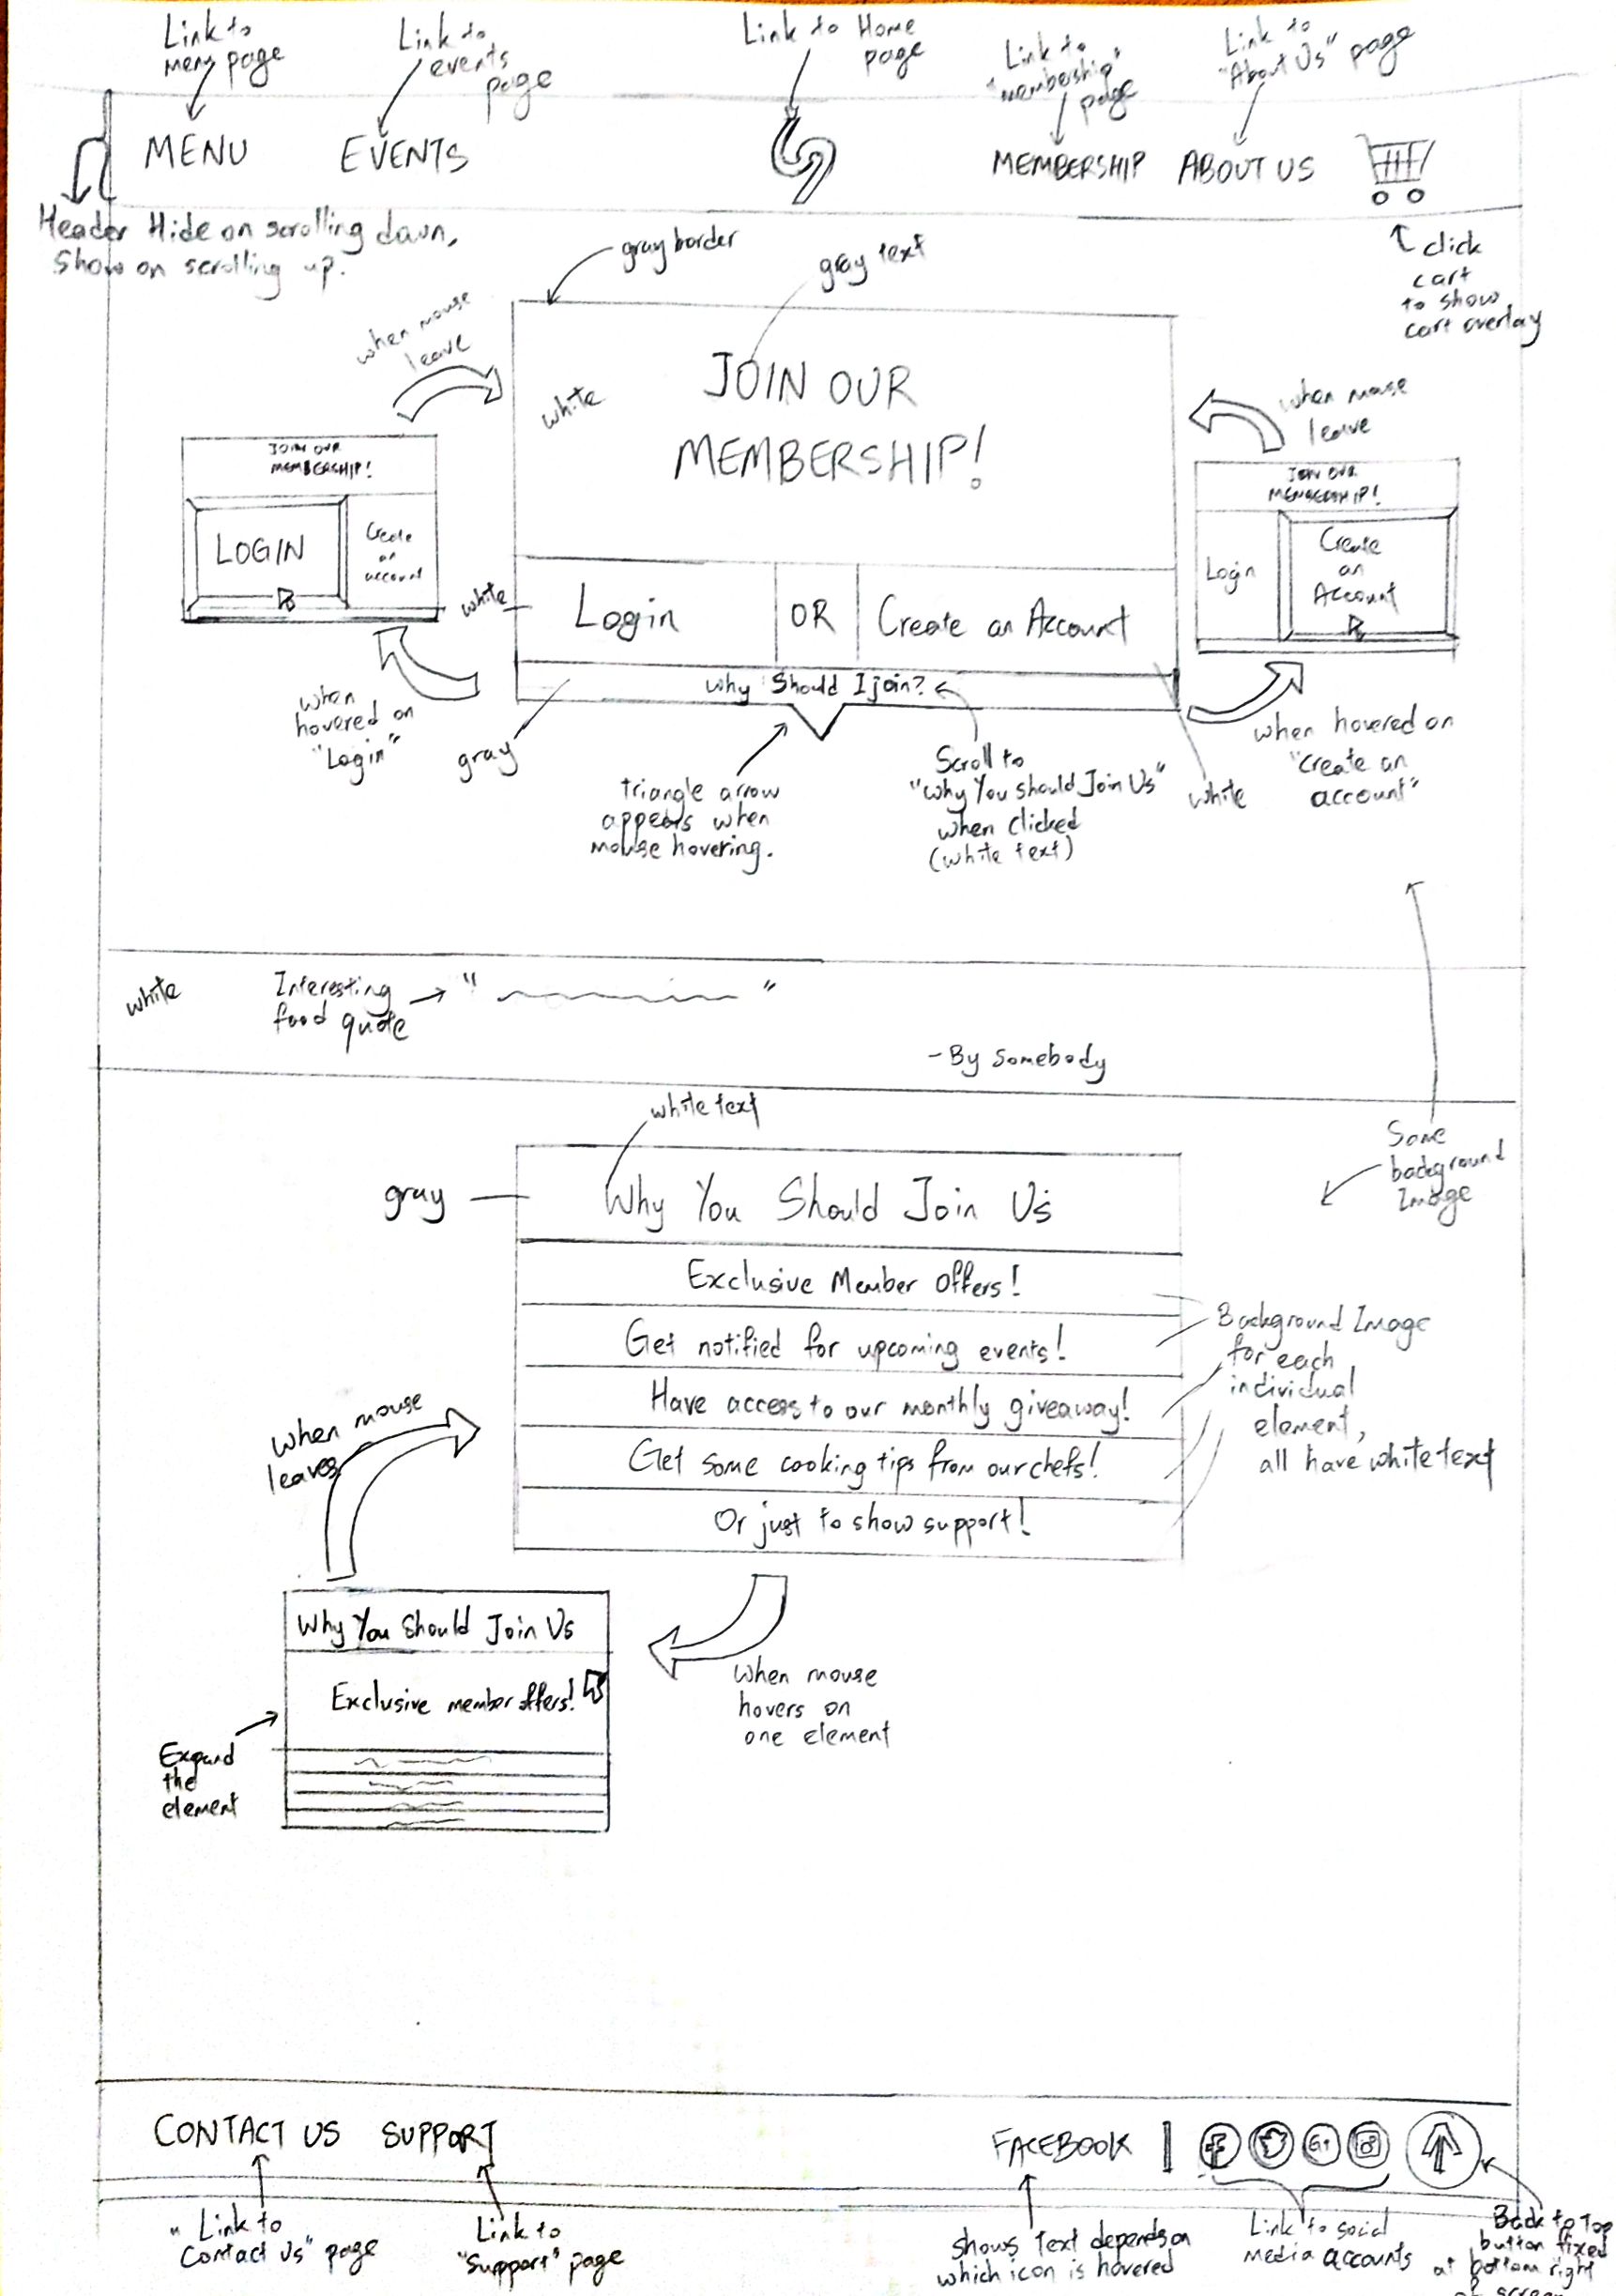 Link to
menu page
Link to
events
page
Link to Home
page
Link to
"membership"
page
Link to
"About Us" page
MENU
EVENTS
MEMBERSHIP
ABOUT US
Header Hide on scrolling down,
Show on scrolling up.
click
cart
to show
cart overlay
gray border
gray text
when mouse
leave
white
JOIN OUR
MEMBERSHIP!
when mouse
leave
JOIN OUR
MEMBERSHIP!
LOGIN
Create
an
account
JOIN OUR
MEMBERSHIP!
Login
Create
an
Account
white
Login
OR
Create an Account
Why Should I join?
when
hovered on
"Login"
gray
triangle arrow
appears when
mouse hovering.
Scroll to
"Why You should Join Us"
when clicked
(white text)
white
when hovered on
"create an
account"
white
Interesting
food quote
" "
- By somebody
white text
Some
background
Image
gray
Why You Should Join Us
Exclusive Member Offers!
Get notified for upcoming events!
Have access to our monthly giveaway!
Get some cooking tips from our chefs!
Or just to show support!
Background Image
for each
individual
element,
all have white text
when mouse
leaves
Why You Should Join Us
Exclusive member offers!
Expand
the
element
When mouse
hovers on
one element
CONTACT US
SUPPORT
FACEBOOK
f
G+
" Link to
Contact Us" page
Link to
"Support" page
shows text depends on
which icon is hovered
Link to social
media accounts
Back to Top
button fixed
at bottom right
of screen